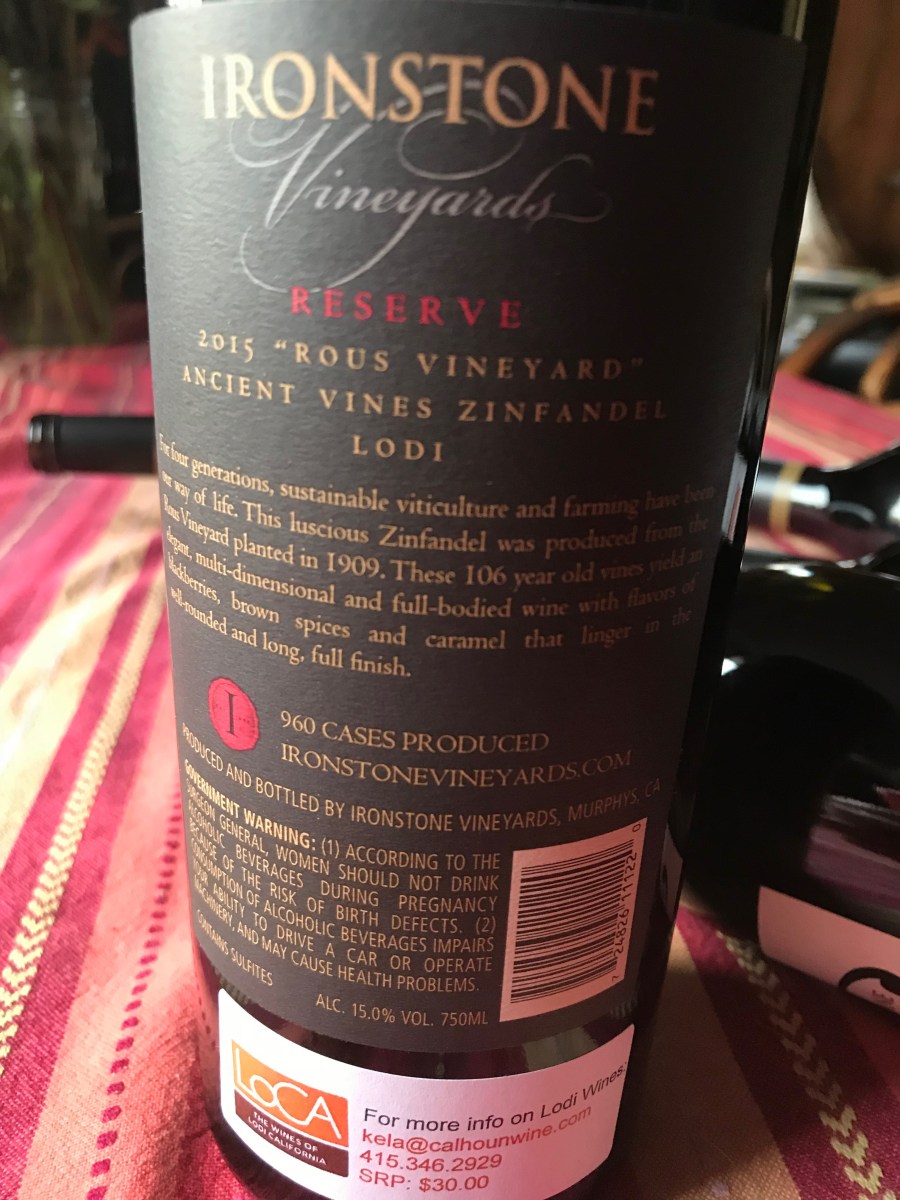 IRONSTONE
Vineyards
RESERVE
2015 "ROUS VINEYARD"
ANCIENT VINES ZINFANDEL
LODI
For four generations, sustainable viticulture and farming have been
our way of life. This luscious Zinfandel was produced from the
Rous Vineyard planted in 1909. These 106 year old vines yield an
elegant, multi-dimensional and full-bodied wine with flavors of
blackberries, brown spices and caramel that linger in the
well-rounded and long, full finish.
I
960 CASES PRODUCED
IRONSTONEVINEYARDS.COM
PRODUCED AND BOTTLED BY IRONSTONE VINEYARDS, MURPHYS, CA
GOVERNMENT WARNING: (1) ACCORDING TO THE
SURGEON GENERAL, WOMEN SHOULD NOT DRINK
ALCOHOLIC BEVERAGES DURING PREGNANCY
BECAUSE OF THE RISK OF BIRTH DEFECTS. (2)
CONSUMPTION OF ALCOHOLIC BEVERAGES IMPAIRS
YOUR ABILITY TO DRIVE A CAR OR OPERATE
MACHINERY, AND MAY CAUSE HEALTH PROBLEMS.
CONTAINS SULFITES
ALC. 15.0% VOL. 750ML
7 24826 11122 0
LoCA
THE WINES OF
LODI CALIFORNIA
For more info on Lodi Wines:
kela@calhounwine.com
415.346.2929
SRP: $30.00